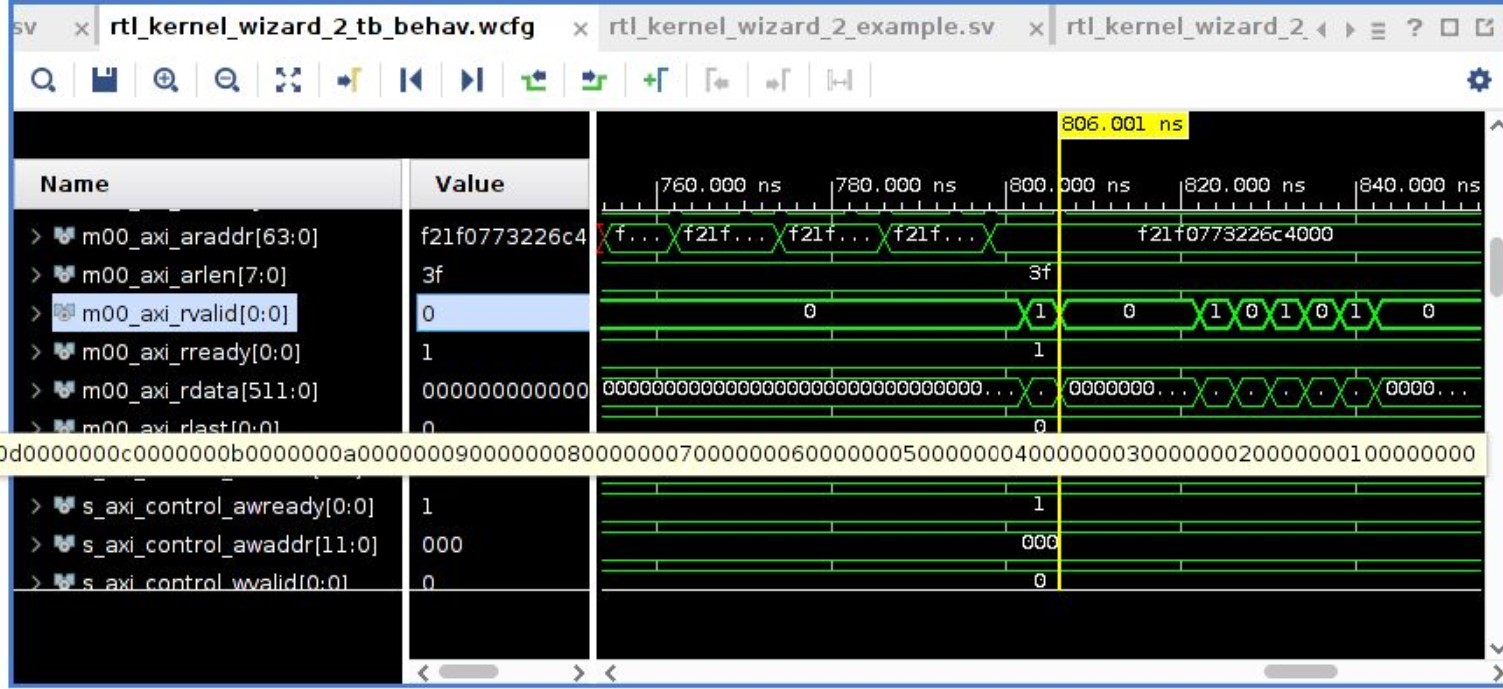 sv × rtl_kernel_wizard_2_tb_behav.wcfg × rtl_kernel_wizard_2_example.sv × rtl_kernel_wizard_2_ ?
806.001 ns
Name Value 760.000 ns 780.000 ns 800.000 ns 820.000 ns 840.000 ns
m00_axi_araddr[63:0] f21f0773226c4 f... f21f... f21f... f21f... f21f0773226c4000
m00_axi_arlen[7:0] 3f 3f
m00_axi_rvalid[0:0] 0 0 1 0 1 0 1 0 1 0
m00_axi_rready[0:0] 1 1
m00_axi_rdata[511:0] 000000000000 00000000000000000000000000000000... . 0000000... . . . . . 0000...
m00_axi_rlast[0:0] 0 0
0d0000000c0000000b0000000a00000009000000080000000700000006000000050000000400000003000000020000000100000000
s_axi_control_awready[0:0] 1 1
s_axi_control_awaddr[11:0] 000 000
s_axi_control_wvalid[0:0] 0 0